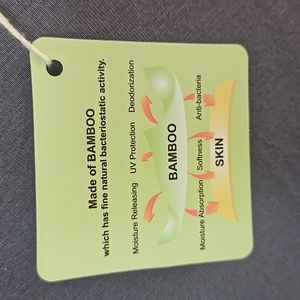 Made of BAMBOO
which has fine natural bacteriostatic activity.
Moisture Releasing UV Protection Deodorization
BAMBOO
Moisture Absorption Softness Anti-bacteria
SKIN